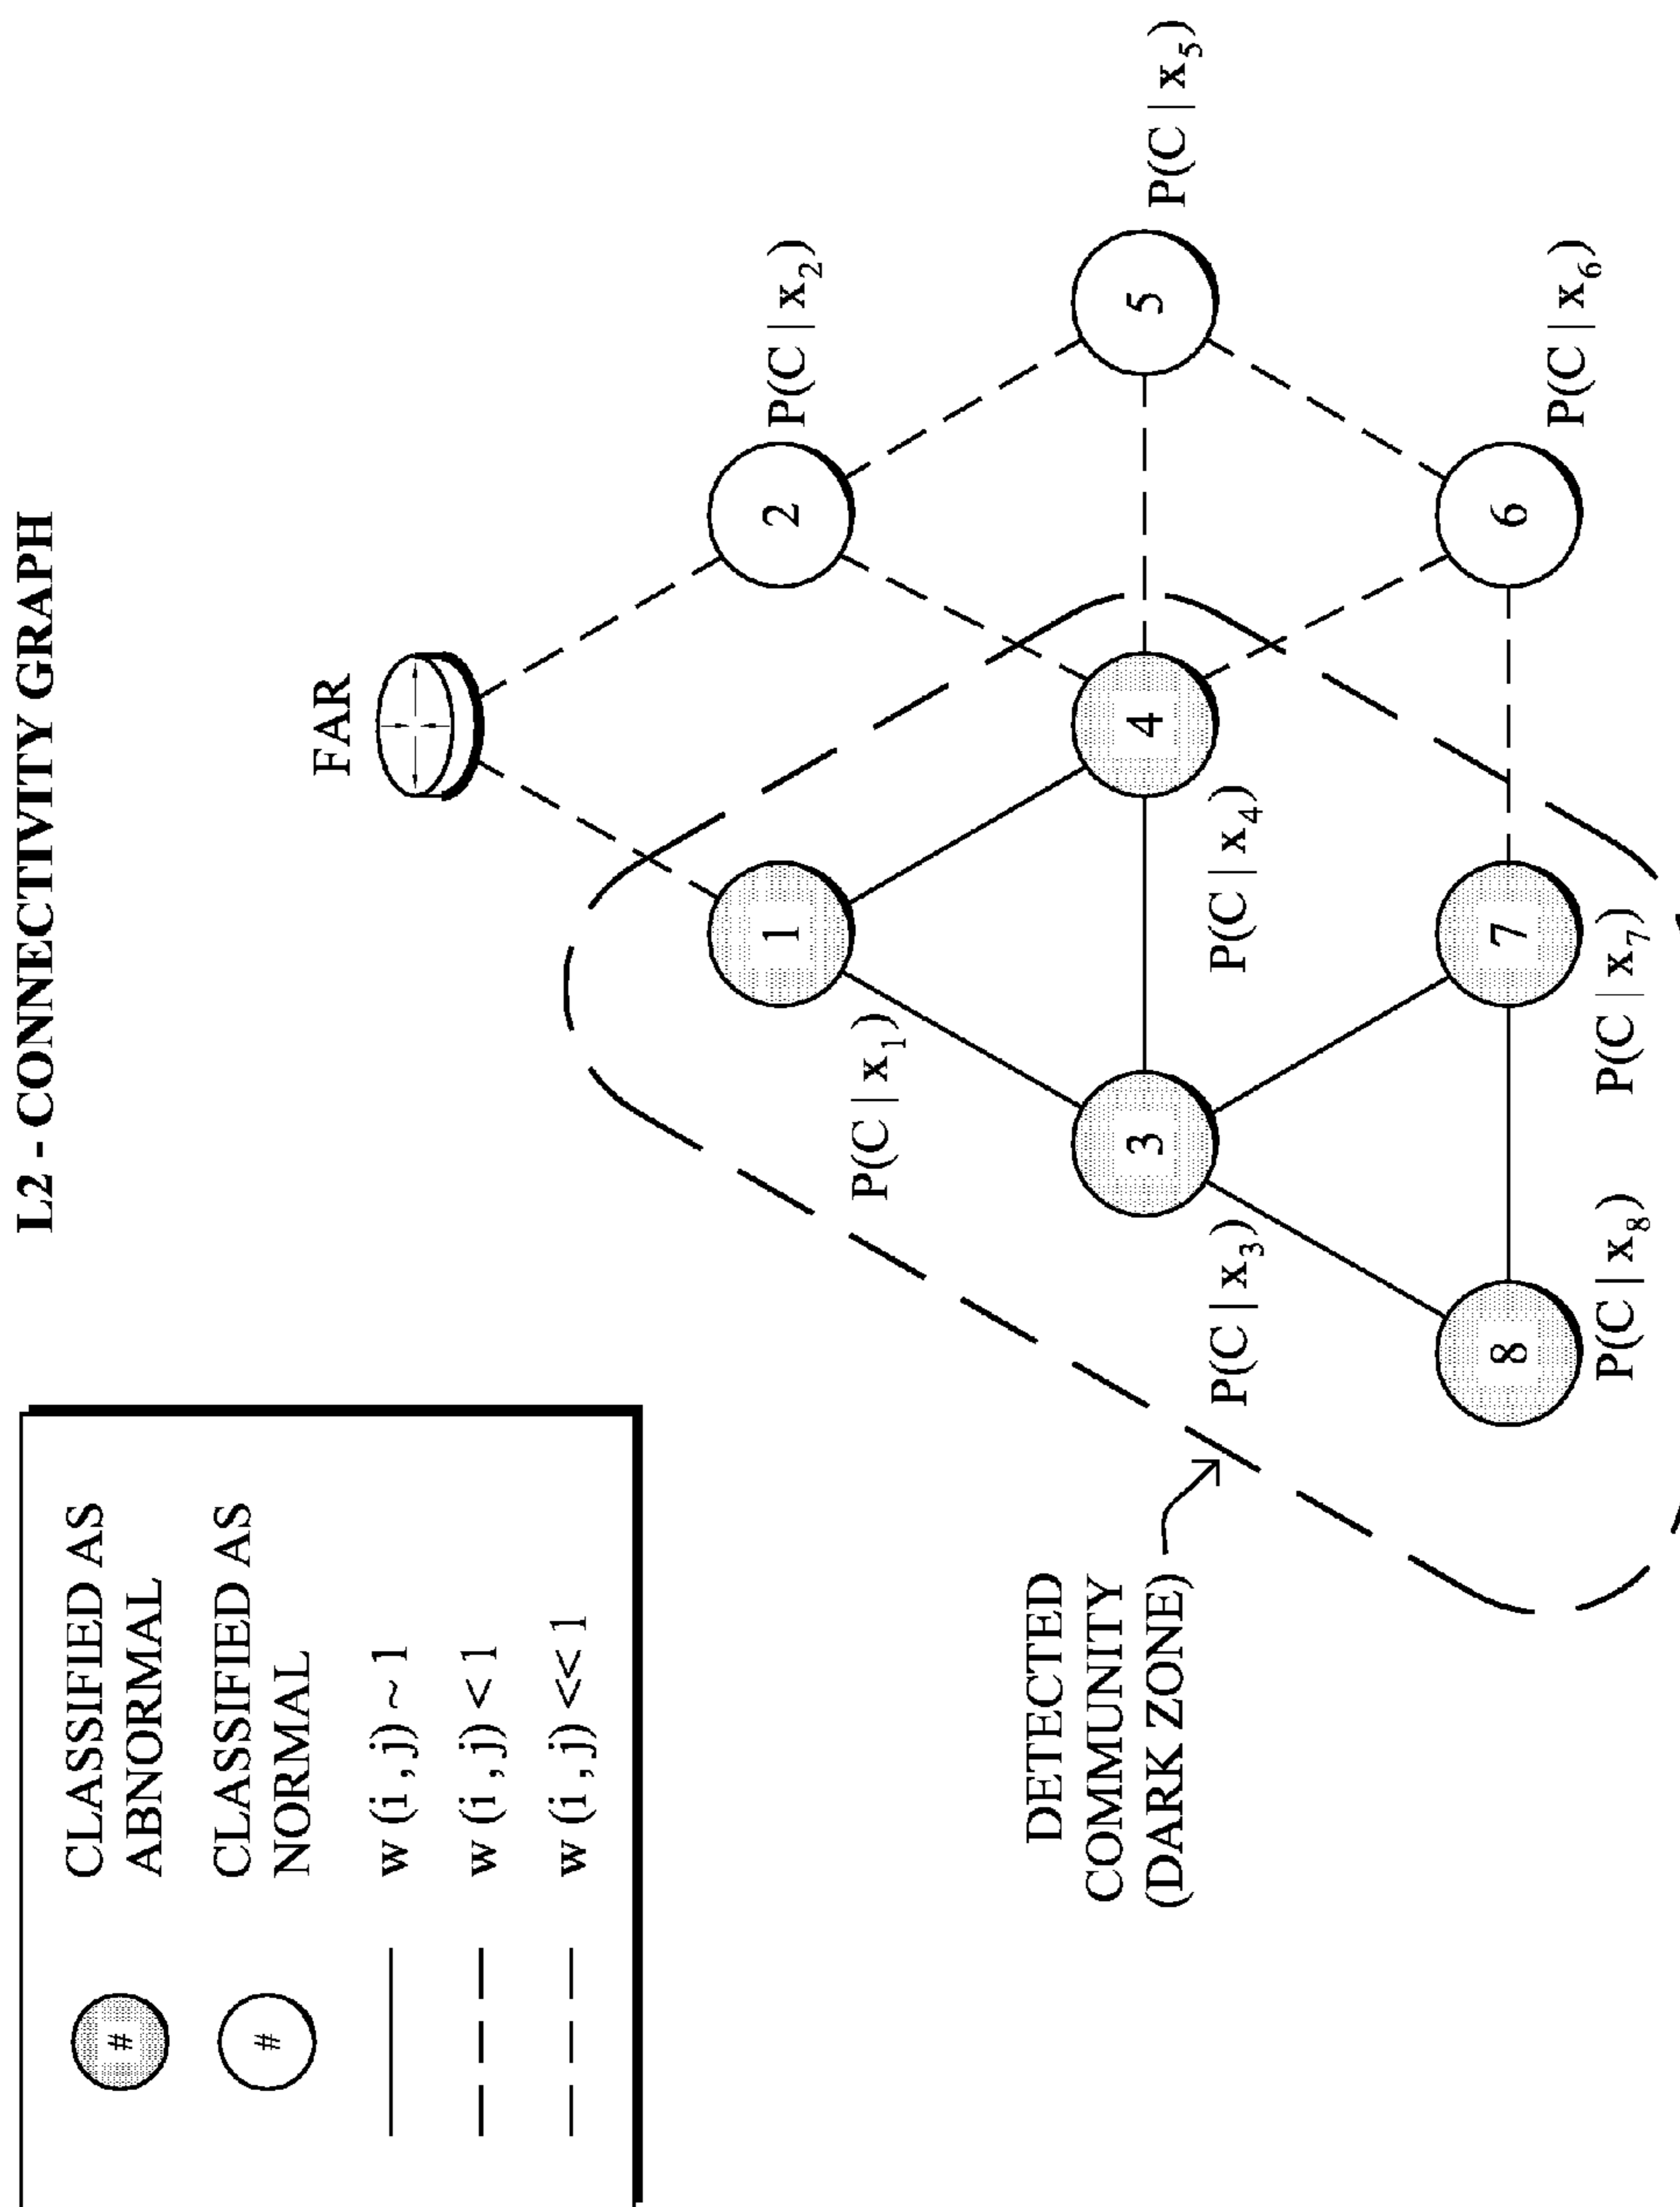 L2 - CONNECTIVITY GRAPH
#
CLASSIFIED AS
ABNORMAL
#
CLASSIFIED AS
NORMAL
w (i , j) ~ 1
w (i , j) < 1
w (i , j) << 1
FAR
1
P(C | x₁)
2
P(C | x₂)
DETECTED
COMMUNITY
(DARK ZONE)
3
P(C | x₃)
4
P(C | x₄)
5
P(C | x₅)
8
P(C | x₈)
7
P(C | x₇)
6
P(C | x₆)